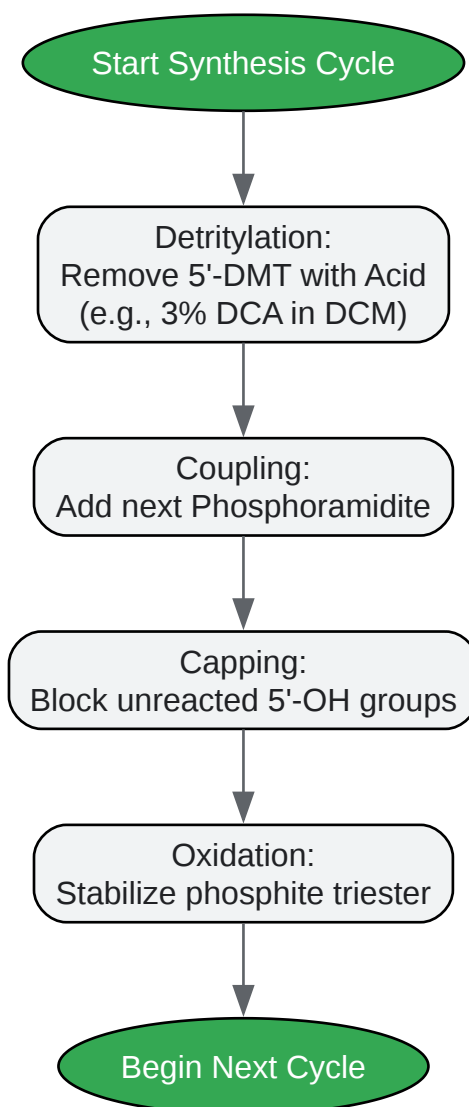 Start Synthesis Cycle
Detritylation:
Remove 5'-DMT with Acid
(e.g., 3% DCA in DCM)
Coupling:
Add next Phosphoramidite
Capping:
Block unreacted 5'-OH groups
Oxidation:
Stabilize phosphite triester
Begin Next Cycle